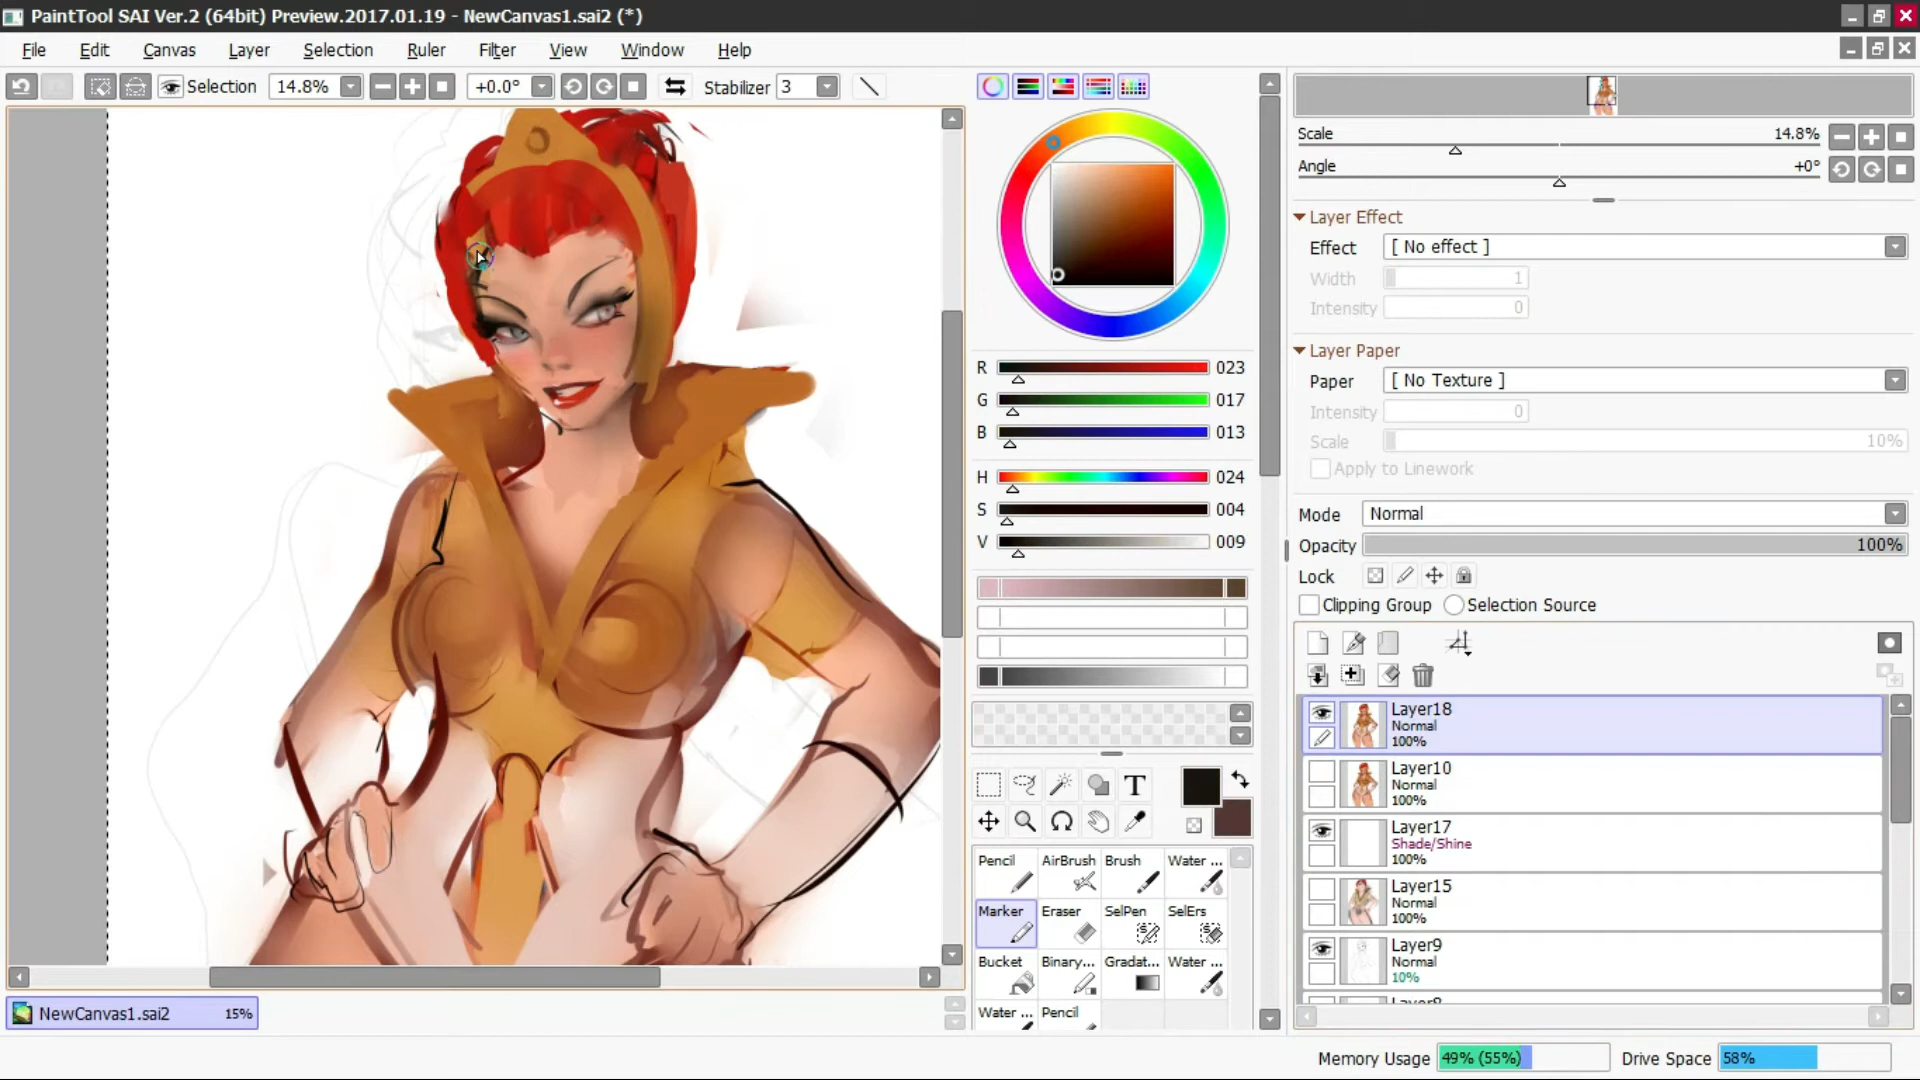 PaintTool SAI Ver.2 (64bit) Preview.2017.01.19 - NewCanvas1.sai2 (*)
File Edit Canvas Layer Selection Ruler Filter View Window Help
Selection 14.8% +0.0° Stabilizer 3
Scale 14.8%
Angle +0°
Layer Effect
Effect [ No effect ]
Width 1
Intensity 0
Layer Paper
Paper [ No Texture ]
Intensity 0
Scale 10%
Apply to Linework
Mode Normal
Opacity 100%
Lock
Clipping Group Selection Source
R 023
G 017
B 013
H 024
S 004
V 009
T
Pencil AirBrush Brush Water ...
Marker Eraser SelPen SelErs
Bucket Binary... Gradat... Water ...
Water ... Pencil
Layer18
Normal
100%
Layer10
Normal
100%
Layer17
Shade/Shine
100%
Layer15
Normal
100%
Layer9
Normal
10%
NewCanvas1.sai2 15%
Memory Usage 49% (55%) Drive Space 58%